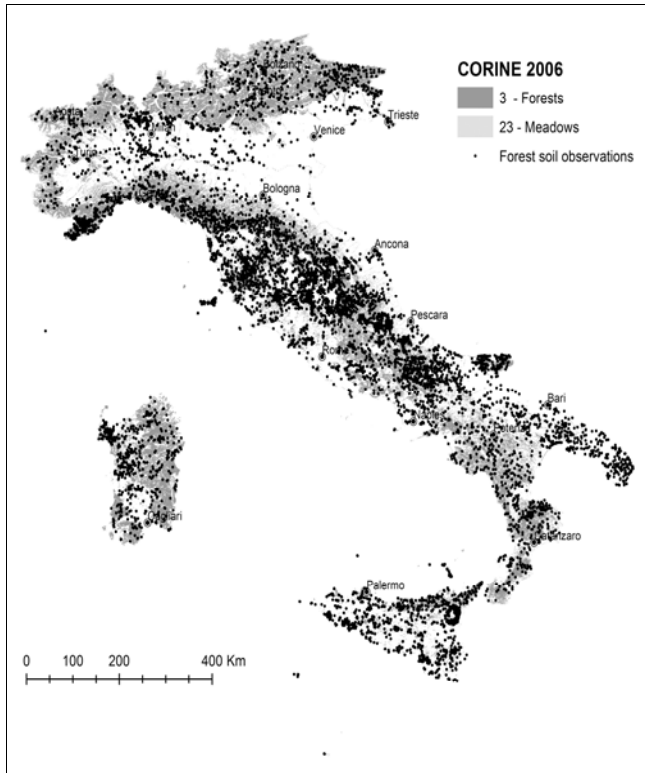 CORINE 2006
3 - Forests
23 - Meadows
Forest soil observations
Trieste
Venice
Bologna
Ancona
Pescara
Bari
Cagliari
Palermo
0 100 200 400 Km